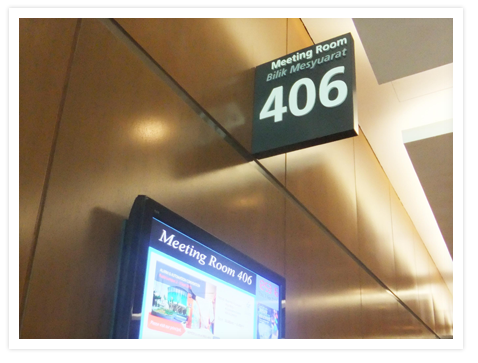 Meeting Room
Bilik Mesyuarat
406
Meeting Room 406